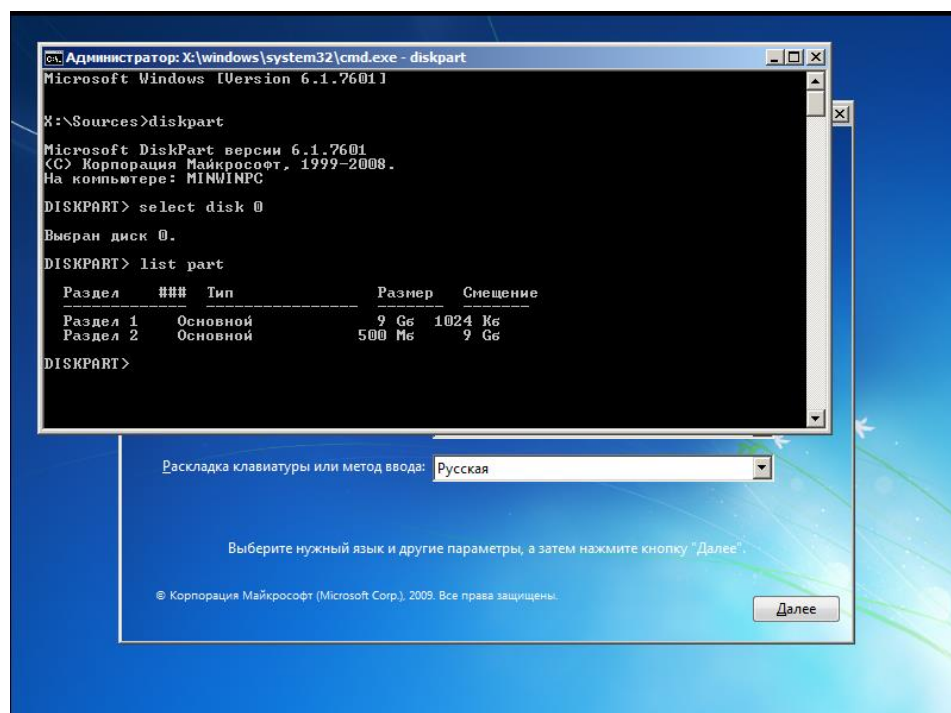 Администратор: X:\windows\system32\cmd.exe - diskpart
Microsoft Windows [Version 6.1.7601]
X:\Sources>diskpart
Microsoft DiskPart версии 6.1.7601
(C) Корпорация Майкрософт, 1999-2008.
На компьютере: MINWINPC
DISKPART> select disk 0
Выбран диск 0.
DISKPART> list part
Раздел ### Тип Размер Смещение
Раздел 1 Основной 9 Gб 1024 Kб
Раздел 2 Основной 500 Mб 9 Gб
DISKPART>
Раскладка клавиатуры или метод ввода: Русская
Выберите нужный язык и другие параметры, а затем нажмите кнопку "Далее".
© Корпорация Майкрософт (Microsoft Corp.), 2009. Все права защищены.
Далее